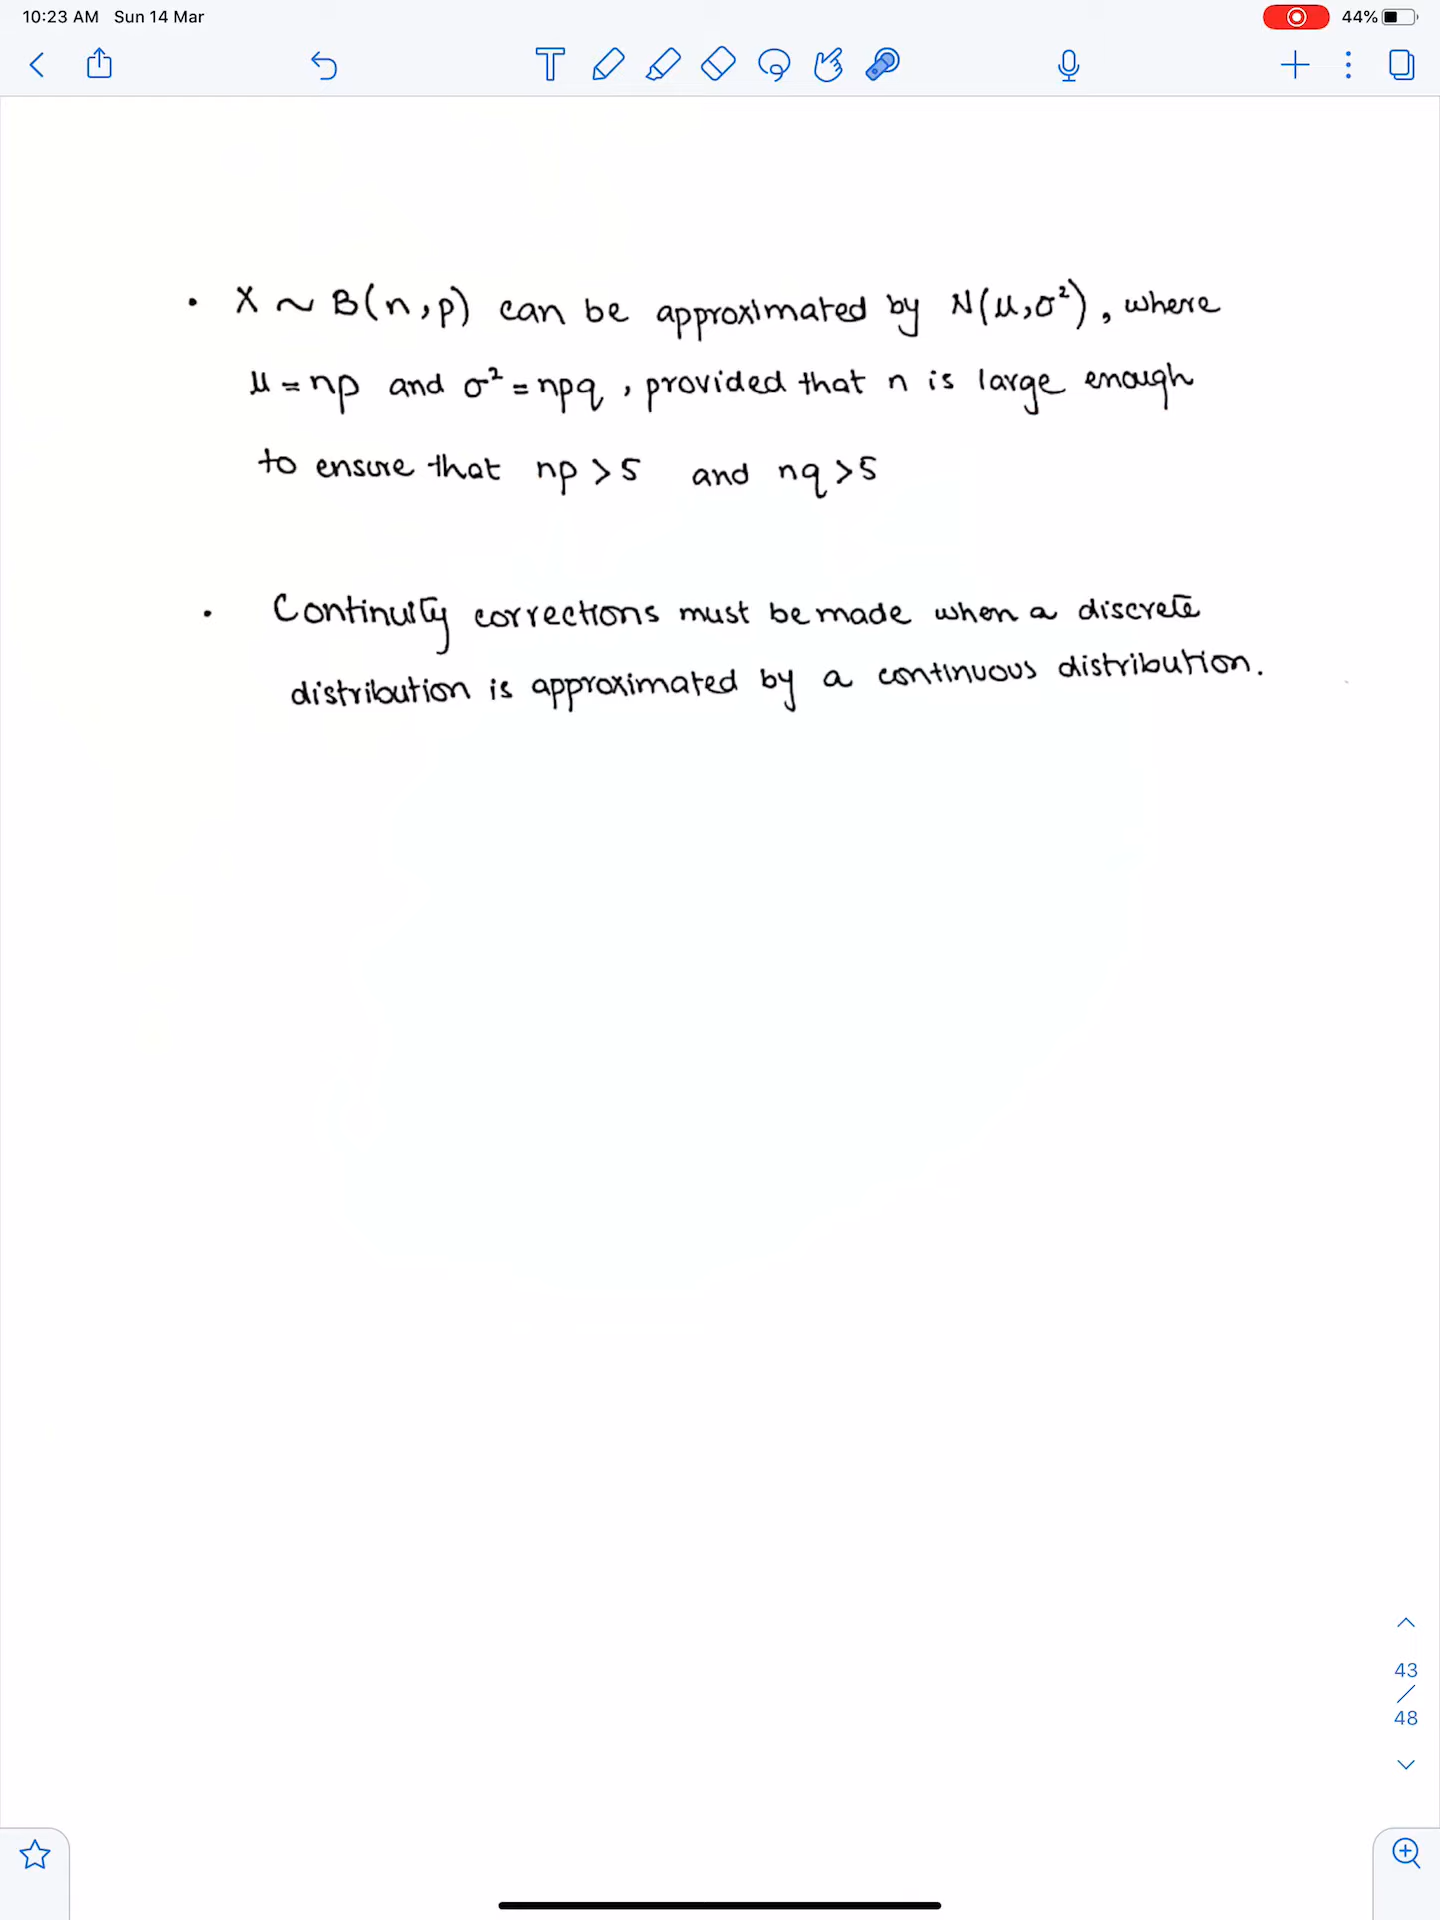 10:23 AM Sun 14 Mar
44%
• X ~ B(n,p) can be approximated by N(μ,σ²), where
μ = np and σ² = npq, provided that n is large enough
to ensure that np > 5 and nq > 5
• Continuity corrections must be made when a discrete
distribution is approximated by a continuous distribution.
43
/
48